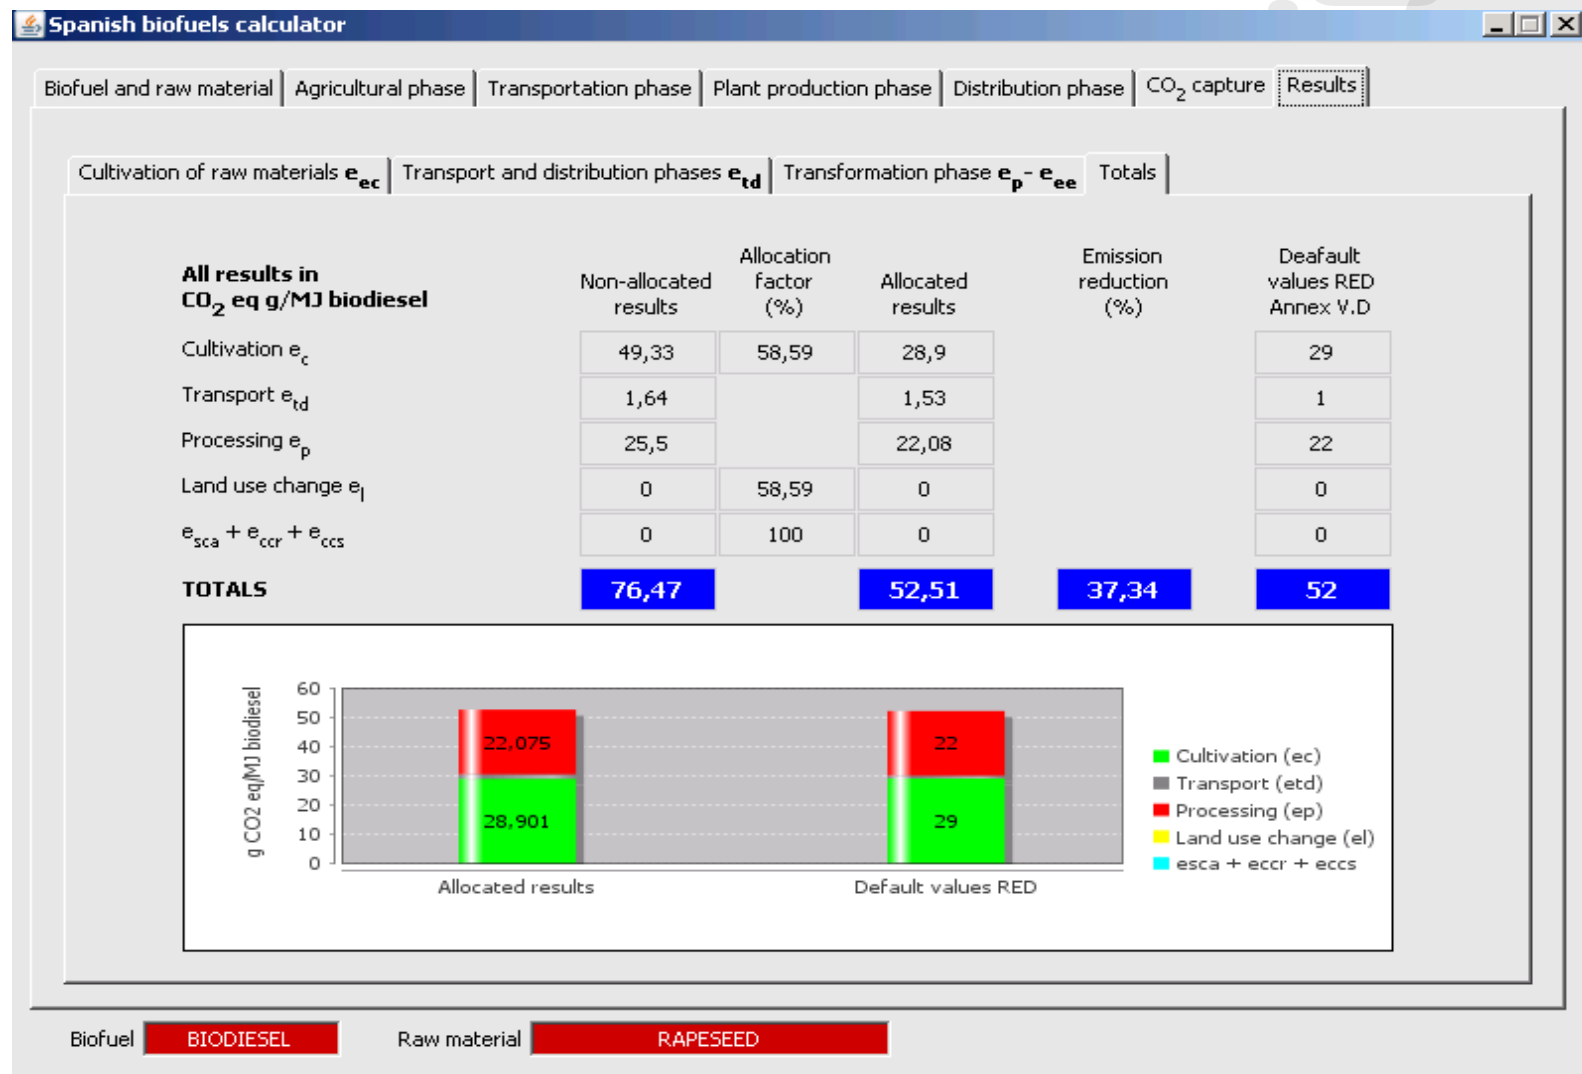 Spanish biofuels calculator
Biofuel and raw material Agricultural phase Transportation phase Plant production phase Distribution phase CO2 capture Results
Cultivation of raw materials eec Transport and distribution phases etd Transformation phase ep- eee Totals
All results in
CO2 eq g/MJ biodiesel
Non-allocated
results
Allocation
factor
(%)
Allocated
results
Emission
reduction
(%)
Deafault
values RED
Annex V.D
Cultivation ec 49,33 58,59 28,9 29
Transport etd 1,64 1,53 1
Processing ep 25,5 22,08 22
Land use change el 0 58,59 0 0
esca + eccr + eccs 0 100 0 0
TOTALS 76,47 52,51 37,34 52
g CO2 eq/MJ biodiesel
60
50
40
30
20
10
0
22,075
28,901
22
29
Allocated results
Default values RED
Cultivation (ec)
Transport (etd)
Processing (ep)
Land use change (el)
esca + eccr + eccs
Biofuel BIODIESEL Raw material RAPESEED